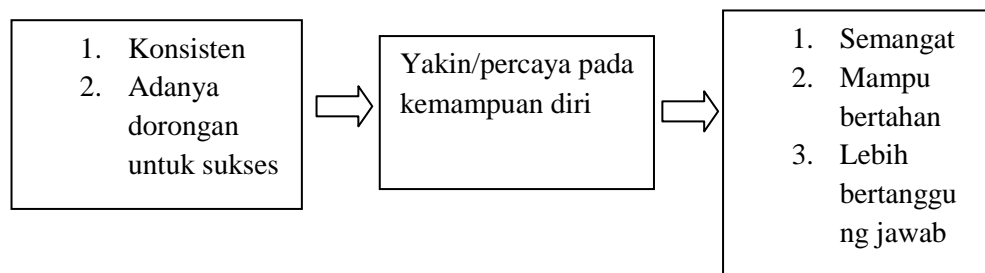 1. Konsisten
2. Adanya
dorongan
untuk sukses
Yakin/percaya pada
kemampuan diri
1. Semangat
2. Mampu
bertahan
3. Lebih
bertanggu
ng jawab